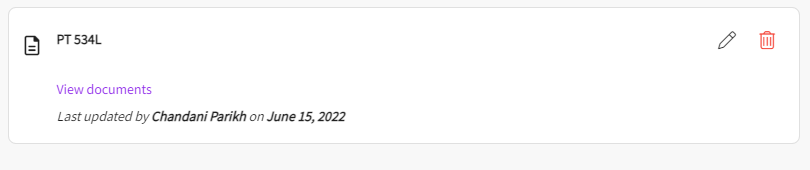 PT 534L
View documents
Last updated by Chandani Parikh on June 15, 2022